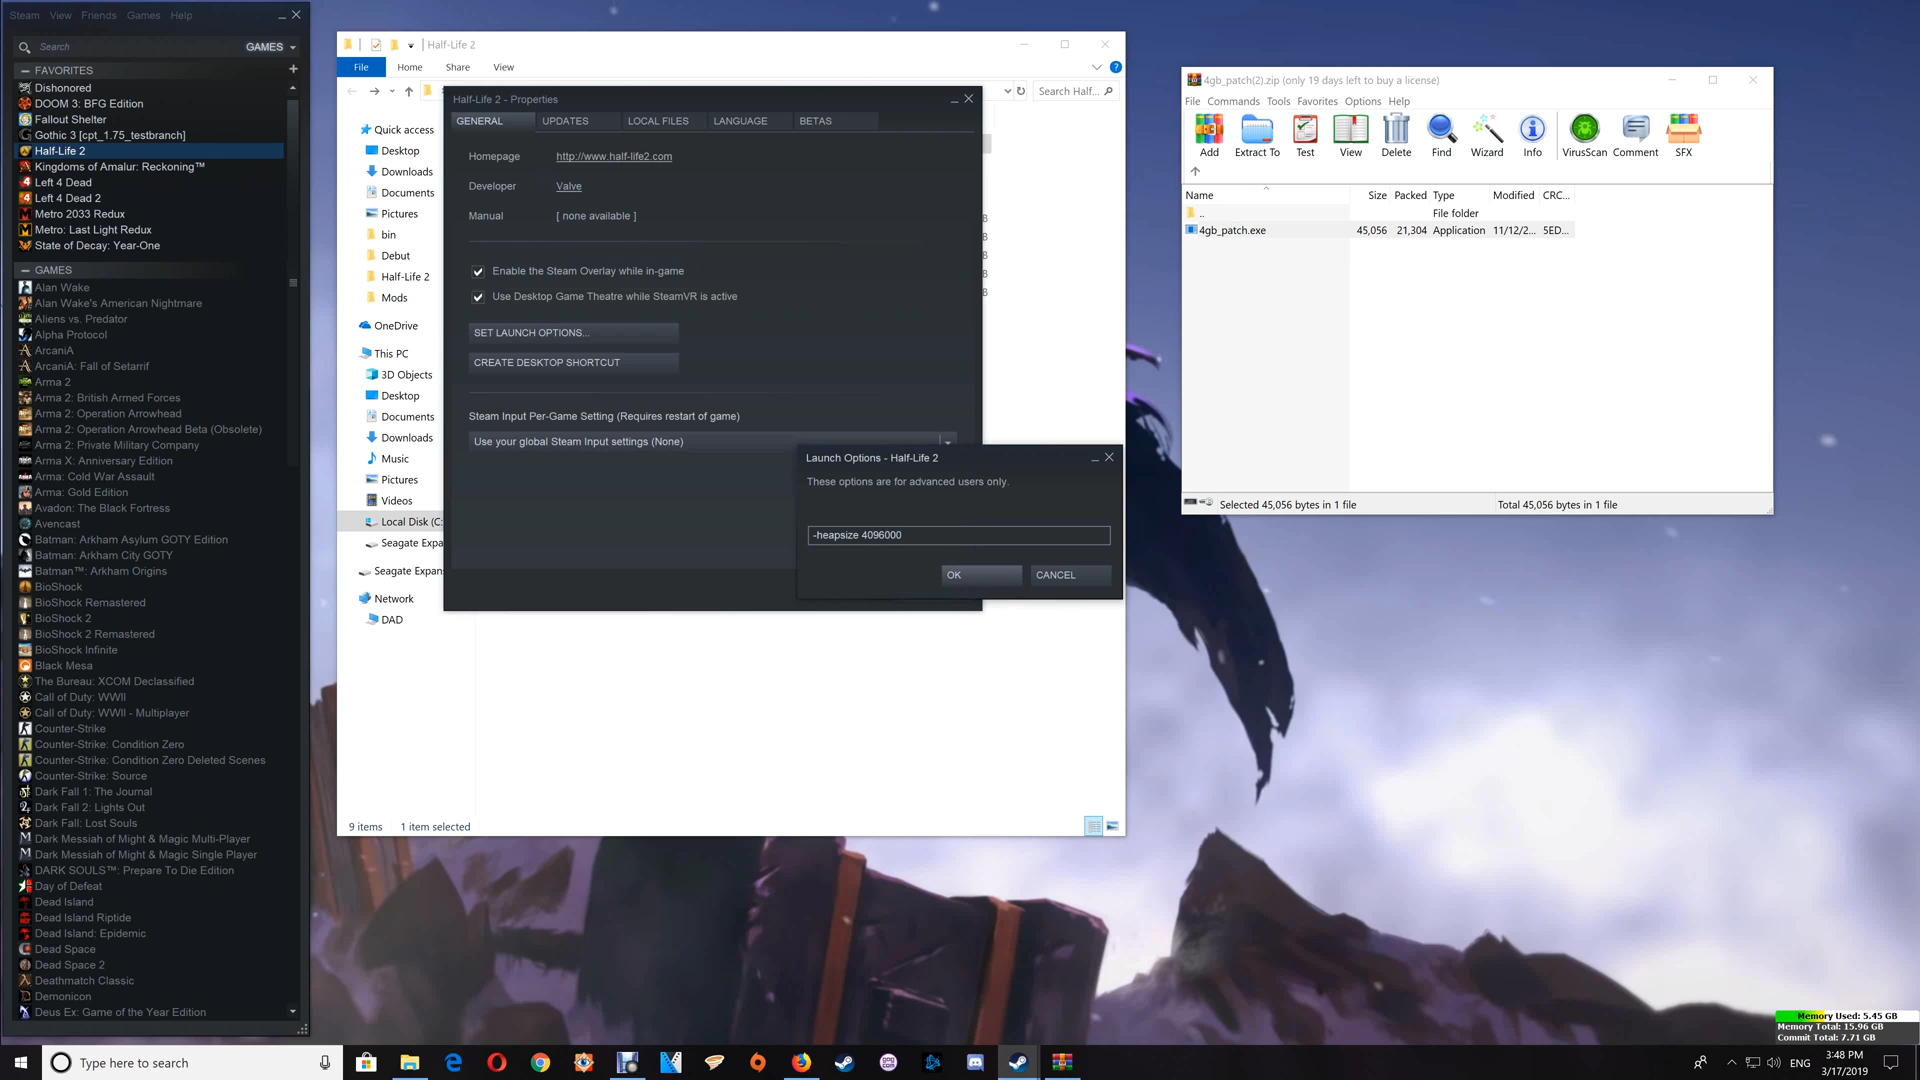 Steam View Friends Games Help
Search GAMES
FAVORITES
Dishonored
DOOM 3: BFG Edition
Fallout Shelter
Gothic 3 [cpt_1.75_testbranch]
Half-Life 2
Kingdoms of Amalur: Reckoning™
Left 4 Dead
Left 4 Dead 2
Metro 2033 Redux
Metro: Last Light Redux
State of Decay: Year-One
GAMES
Alan Wake
Alan Wake's American Nightmare
Aliens vs. Predator
Alpha Protocol
ArcaniA
ArcaniA: Fall of Setarrif
Arma 2
Arma 2: British Armed Forces
Arma 2: Operation Arrowhead
Arma 2: Operation Arrowhead Beta (Obsolete)
Arma 2: Private Military Company
Arma X: Anniversary Edition
Arma: Cold War Assault
Arma: Gold Edition
Avadon: The Black Fortress
Avencast
Batman: Arkham Asylum GOTY Edition
Batman: Arkham City GOTY
Batman™: Arkham Origins
BioShock
BioShock Remastered
BioShock 2
BioShock 2 Remastered
BioShock Infinite
Black Mesa
The Bureau: XCOM Declassified
Call of Duty: WWII
Call of Duty: WWII - Multiplayer
Counter-Strike
Counter-Strike: Condition Zero
Counter-Strike: Condition Zero Deleted Scenes
Counter-Strike: Source
Dark Fall 1: The Journal
Dark Fall 2: Lights Out
Dark Fall: Lost Souls
Dark Messiah of Might & Magic Multi-Player
Dark Messiah of Might & Magic Single Player
DARK SOULS™: Prepare To Die Edition
Day of Defeat
Dead Island
Dead Island Riptide
Dead Island: Epidemic
Dead Space
Dead Space 2
Deathmatch Classic
Demonicon
Deus Ex: Game of the Year Edition
Half-Life 2
File Home Share View
Search Half...
Quick access
Desktop
Downloads
Documents
Pictures
bin
Debut
Half-Life 2
Mods
OneDrive
This PC
3D Objects
Desktop
Documents
Downloads
Music
Pictures
Videos
Local Disk (C:
Seagate Expa
Seagate Expan
Network
DAD
9 items 1 item selected
Half-Life 2 - Properties
GENERAL UPDATES LOCAL FILES LANGUAGE BETAS
Homepage http://www.half-life2.com
Developer Valve
Manual [ none available ]
Enable the Steam Overlay while in-game
Use Desktop Game Theatre while SteamVR is active
SET LAUNCH OPTIONS...
CREATE DESKTOP SHORTCUT
Steam Input Per-Game Setting (Requires restart of game)
Use your global Steam Input settings (None)
Launch Options - Half-Life 2
These options are for advanced users only.
-heapsize 4096000
OK CANCEL
4gb_patch(2).zip (only 19 days left to buy a license)
File Commands Tools Favorites Options Help
Add Extract To Test View Delete Find Wizard Info VirusScan Comment SFX
Name Size Packed Type Modified CRC...
.. File folder
4gb_patch.exe 45,056 21,304 Application 11/12/2... 5ED...
Selected 45,056 bytes in 1 file Total 45,056 bytes in 1 file
Memory Used: 5.45 GB
Memory Total: 15.96 GB
Commit Total: 7.71 GB
Type here to search
ENG
3:48 PM
3/17/2019